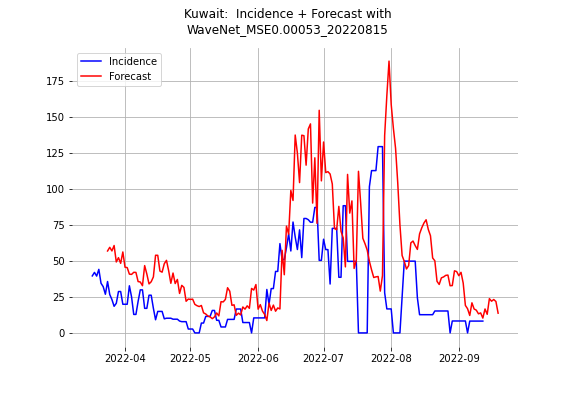 Kuwait:  Incidence + Forecast with
WaveNet_MSE0.00053_20220815
Incidence
Forecast
175
150
125
100
75
50
25
0
2022-04 2022-05 2022-06 2022-07 2022-08 2022-09